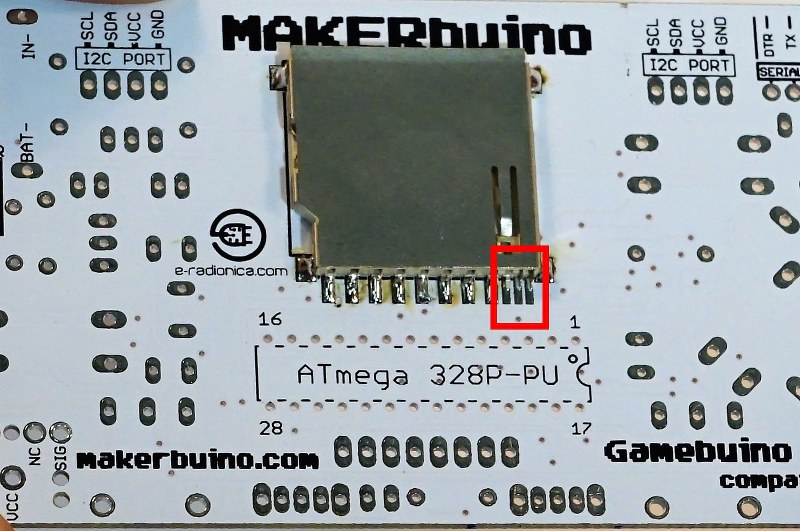 MAKERbuino
SCL
SDA
VCC
GND
I2C PORT
IN-
BAT-
SCL
SDA
VCC
GND
I2C PORT
DTR
TX
SERIAL
e-radionica.com
16
1
ATmega 328P-PU
28
17
makerbuino.com
Gamebuino
compa
VCC
NC
SIG